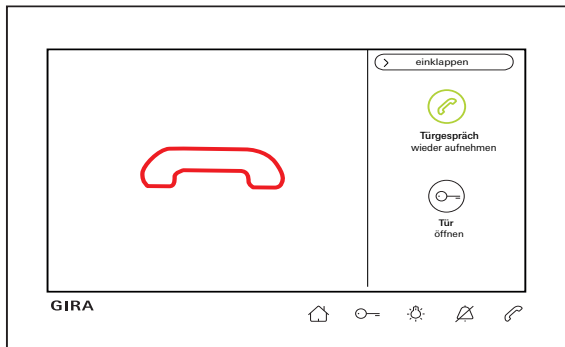 einklappen
Türgespräch
wieder aufnehmen
Tür
öffnen
GIRA